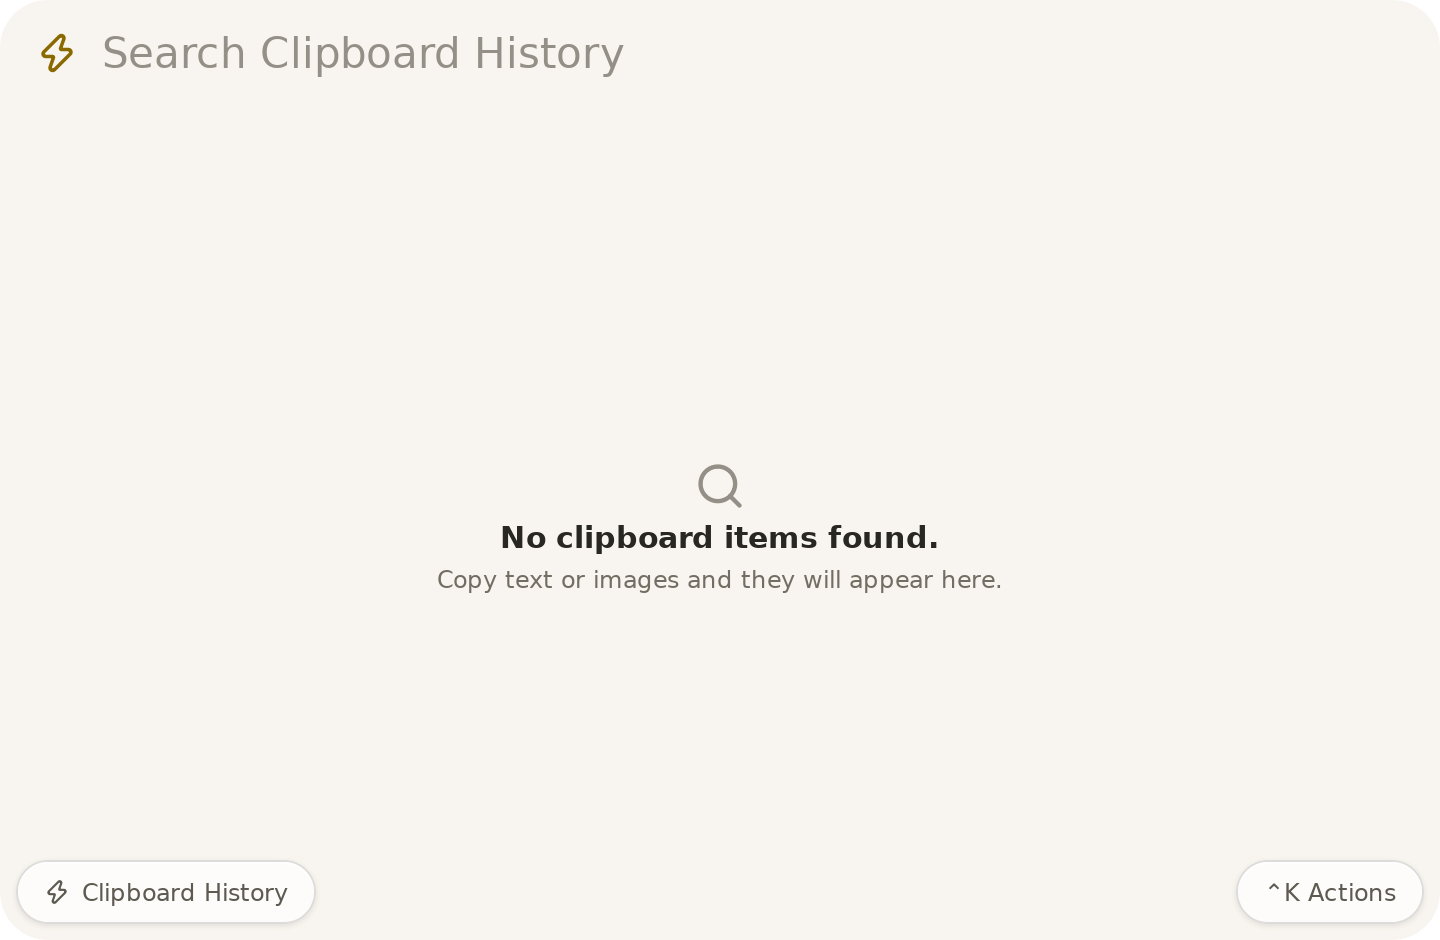 Search Clipboard History
No clipboard items found.
Copy text or images and they will appear here.
Clipboard History
^K Actions